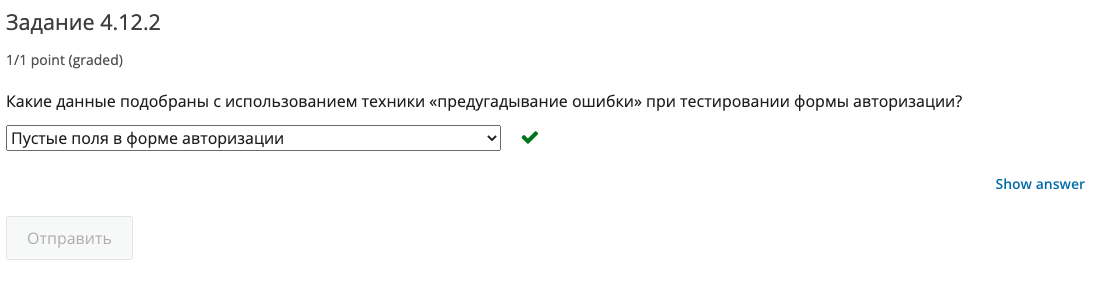 Задание 4.12.2
1/1 point (graded)
Какие данные подобраны с использованием техники «предугадывание ошибки» при тестировании формы авторизации?
Пустые поля в форме авторизации
Show answer
Отправить